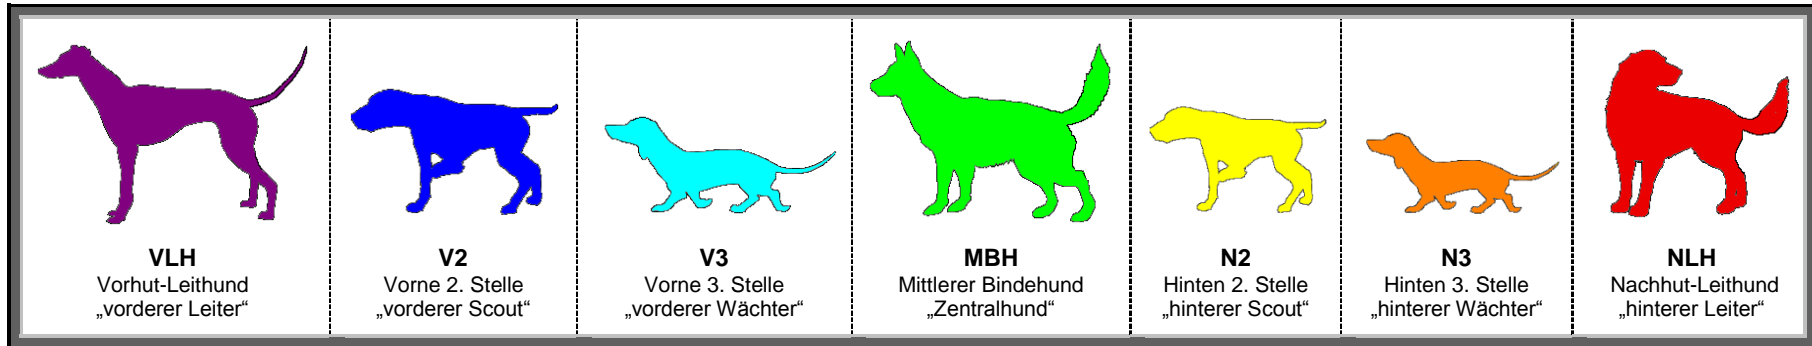 VLH
Vorhut-Leithund
„vorderer Leiter“
V2
Vorne 2. Stelle
„vorderer Scout“
V3
Vorne 3. Stelle
„vorderer Wächter“
MBH
Mittlerer Bindehund
„Zentralhund“
N2
Hinten 2. Stelle
„hinterer Scout“
N3
Hinten 3. Stelle
„hinterer Wächter“
NLH
Nachhut-Leithund
„hinterer Leiter“